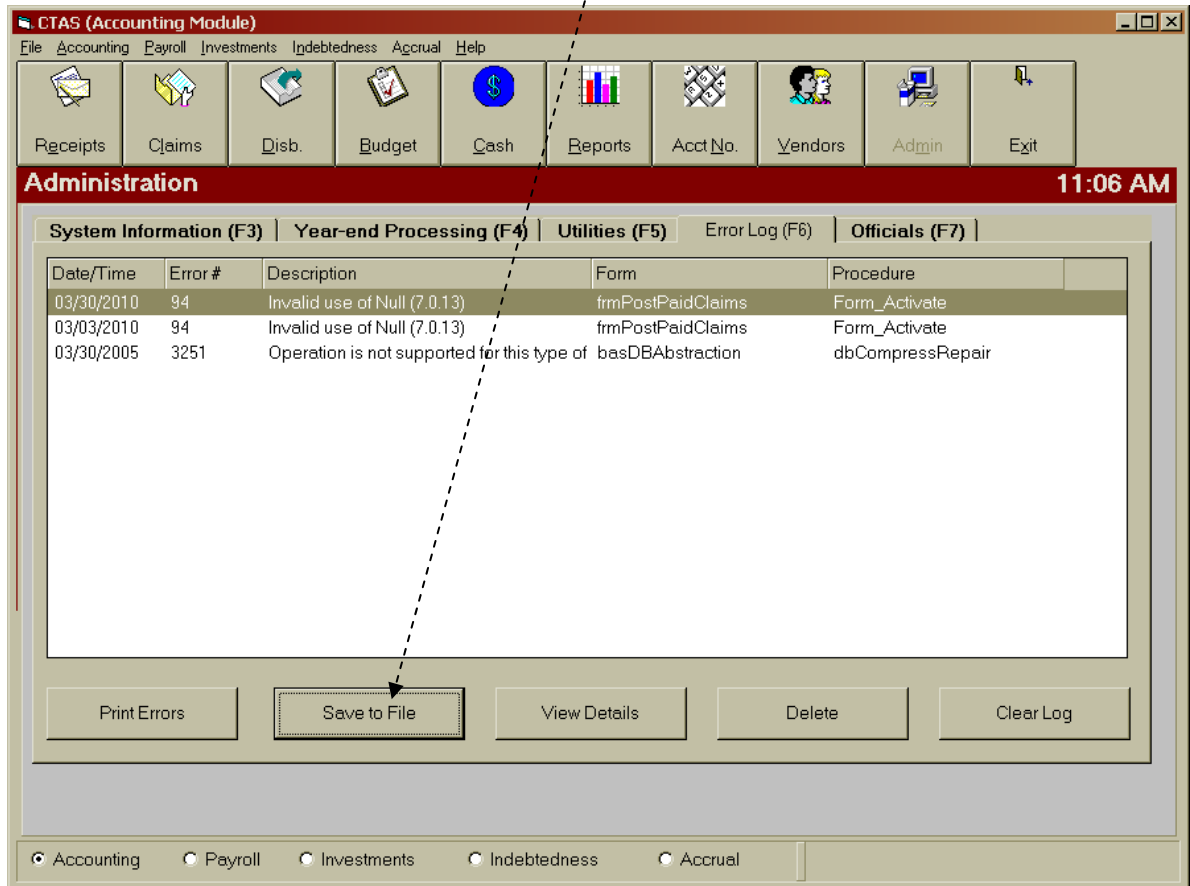 CTAS (Accounting Module)
File Accounting Payroll Investments Indebtedness Accrual Help
Receipts Claims Disb. Budget Cash Reports Acct No. Vendors Admin Exit
Administration 11:06 AM
System Information (F3) Year-end Processing (F4) Utilities (F5) Error Log (F6) Officials (F7)
Date/Time Error # Description Form Procedure
03/30/2010 94 Invalid use of Null (7.0.13) frmPostPaidClaims Form_Activate
03/03/2010 94 Invalid use of Null (7.0.13) frmPostPaidClaims Form_Activate
03/30/2005 3251 Operation is not supported for this type of basDBAbstraction dbCompressRepair
Print Errors Save to File View Details Delete Clear Log
Accounting Payroll Investments Indebtedness Accrual